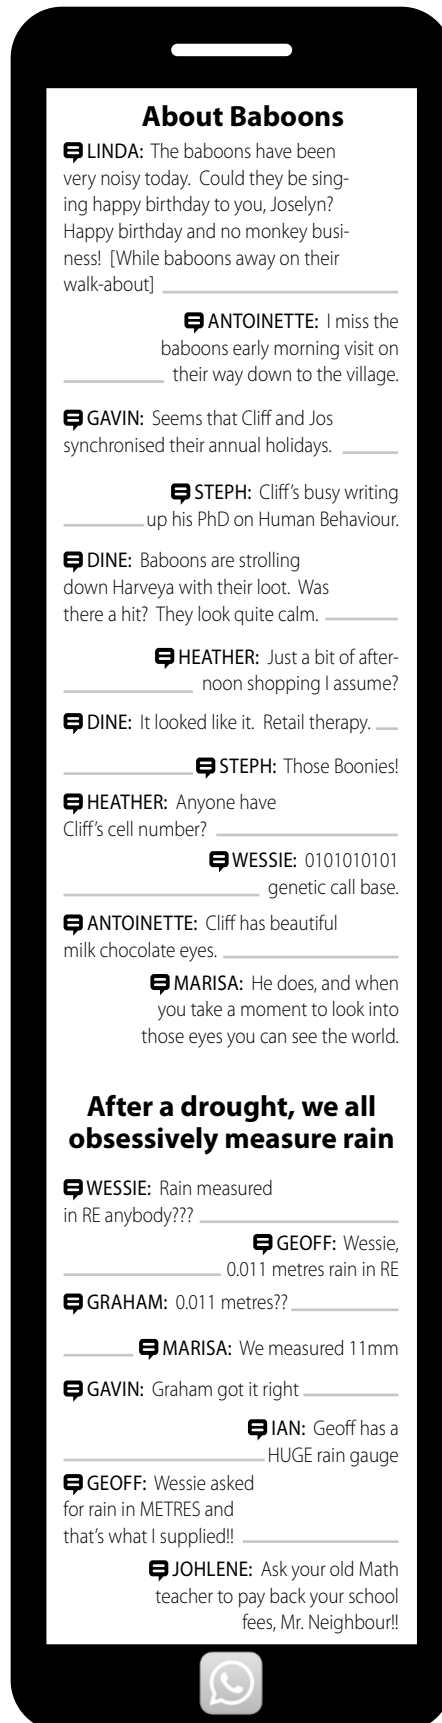 About Baboons
LINDA: The baboons have been
very noisy today. Could they be sing-
ing happy birthday to you, Joselyn?
Happy birthday and no monkey busi-
ness! [While baboons away on their
walk-about]
ANTOINETTE: I miss the
baboons early morning visit on
their way down to the village.
GAVIN: Seems that Cliff and Jos
synchronised their annual holidays.
STEPH: Cliff's busy writing
up his PhD on Human Behaviour.
DINE: Baboons are strolling
down Harveya with their loot. Was
there a hit? They look quite calm.
HEATHER: Just a bit of after-
noon shopping I assume?
DINE: It looked like it. Retail therapy.
STEPH: Those Boonies!
HEATHER: Anyone have
Cliff's cell number?
WESSIE: 0101010101
genetic call base.
ANTOINETTE: Cliff has beautiful
milk chocolate eyes.
MARISA: He does, and when
you take a moment to look into
those eyes you can see the world.
After a drought, we all
obsessively measure rain
WESSIE: Rain measured
in RE anybody???
GEOFF: Wessie,
0.011 metres rain in RE
GRAHAM: 0.011 metres??
MARISA: We measured 11mm
GAVIN: Graham got it right
IAN: Geoff has a
HUGE rain gauge
GEOFF: Wessie asked
for rain in METRES and
that's what I supplied!!
JOHLENE: Ask your old Math
teacher to pay back your school
fees, Mr. Neighbour!!